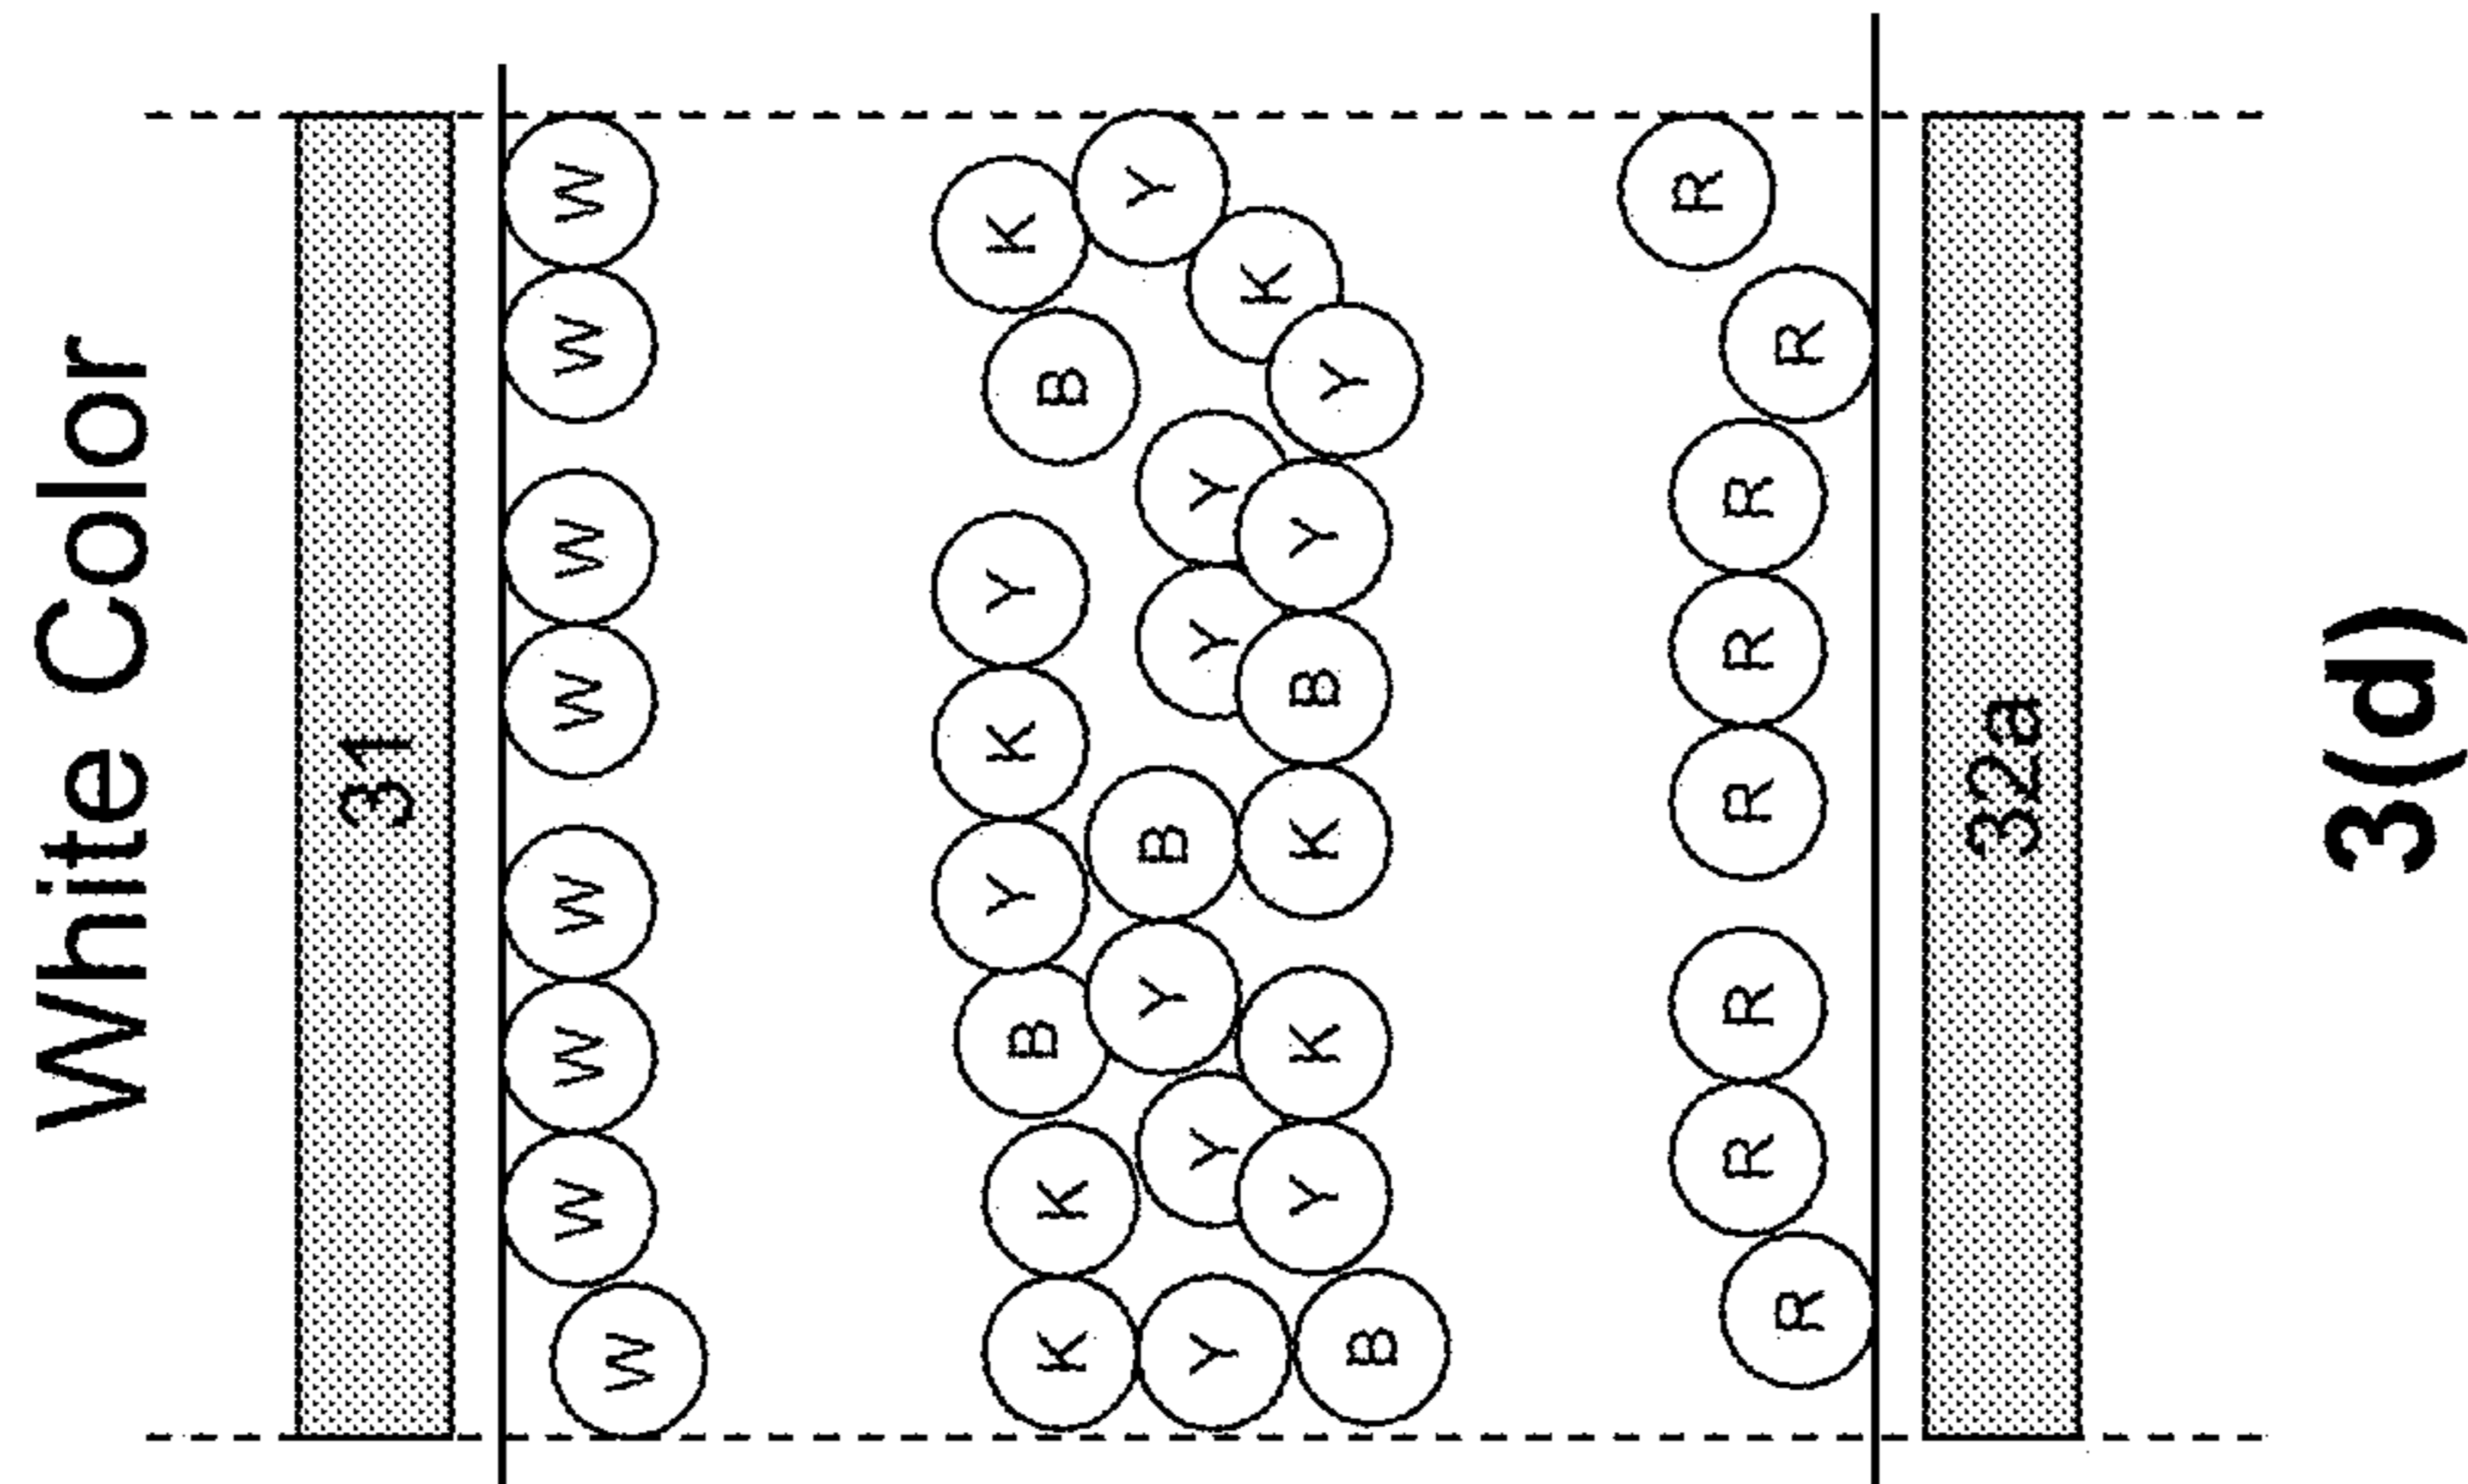 White Color
31
W W W W W W W W
K K B Y K Y B K
Y Y Y B Y Y Y
B Y K K B Y Y K
R R R R R R R R
32a
3(d)